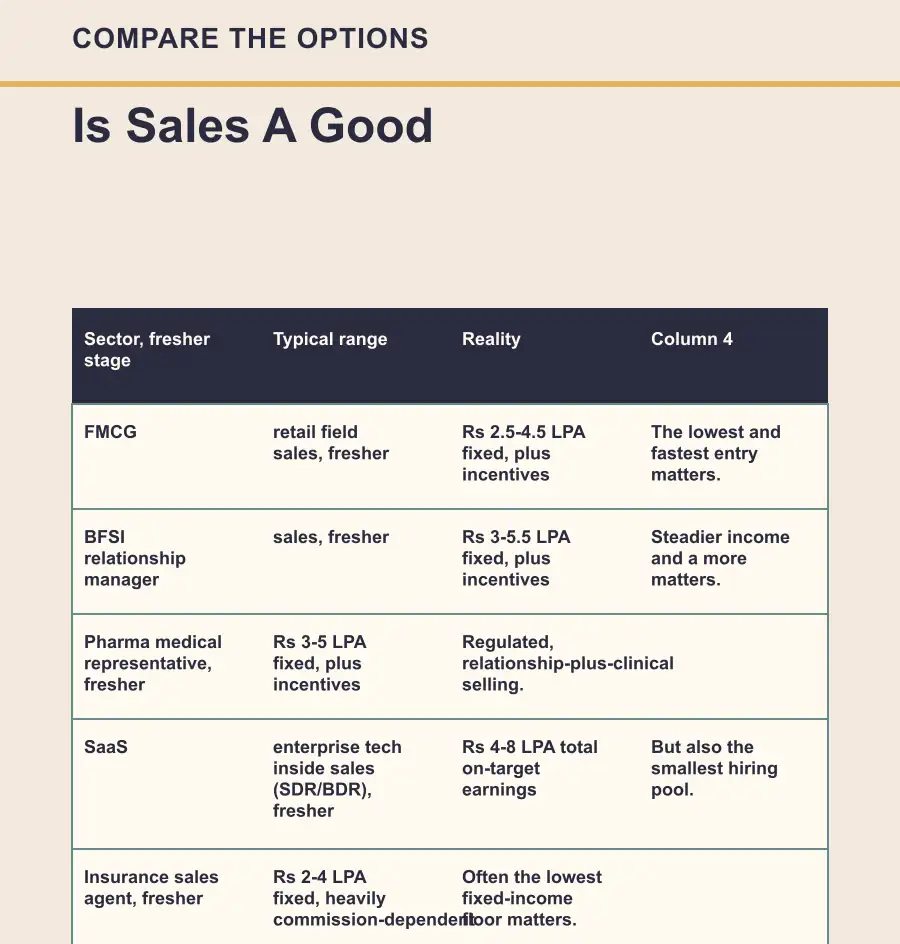 COMPARE THE OPTIONS
Is Sales A Good
Sector, fresher
stage
Typical range
Reality
Column 4
FMCG
retail field
sales, fresher
Rs 2.5-4.5 LPA
fixed, plus
incentives
The lowest and
fastest entry
matters.
BFSI
relationship
manager
sales, fresher
Rs 3-5.5 LPA
fixed, plus
incentives
Steadier income
and a more
matters.
Pharma medical
representative,
fresher
Rs 3-5 LPA
fixed, plus
incentives
Regulated,
relationship-plus-clinical
selling.
SaaS
enterprise tech
inside sales
(SDR/BDR),
fresher
Rs 4-8 LPA total
on-target
earnings
But also the
smallest hiring
pool.
Insurance sales
agent, fresher
Rs 2-4 LPA
fixed, heavily
commission-dependent
Often the lowest
fixed-income
floor matters.